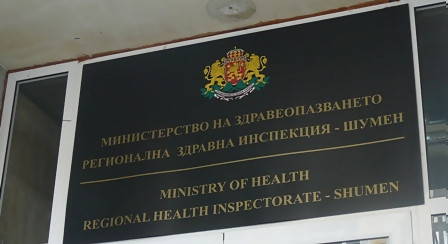 МИНИСТЕРСТВО НА ЗДРАВЕОПАЗВАНЕТО
РЕГИОНАЛНА ЗДРАВНА ИНСПЕКЦИЯ - ШУМЕН
MINISTRY OF HEALTH
REGIONAL HEALTH INSPECTORATE - SHUMEN